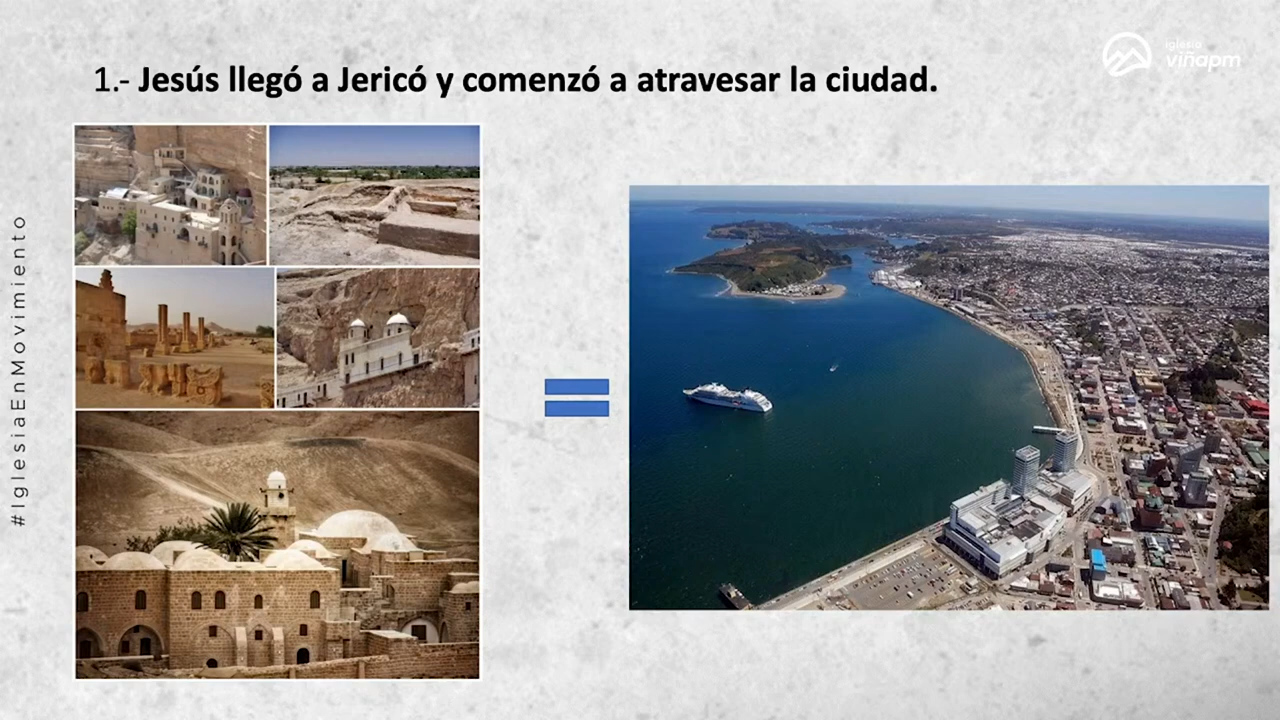 1.- Jesús llegó a Jericó y comenzó a atravesar la ciudad.
iglesia
viñapm
#IglesiaEnMovimiento